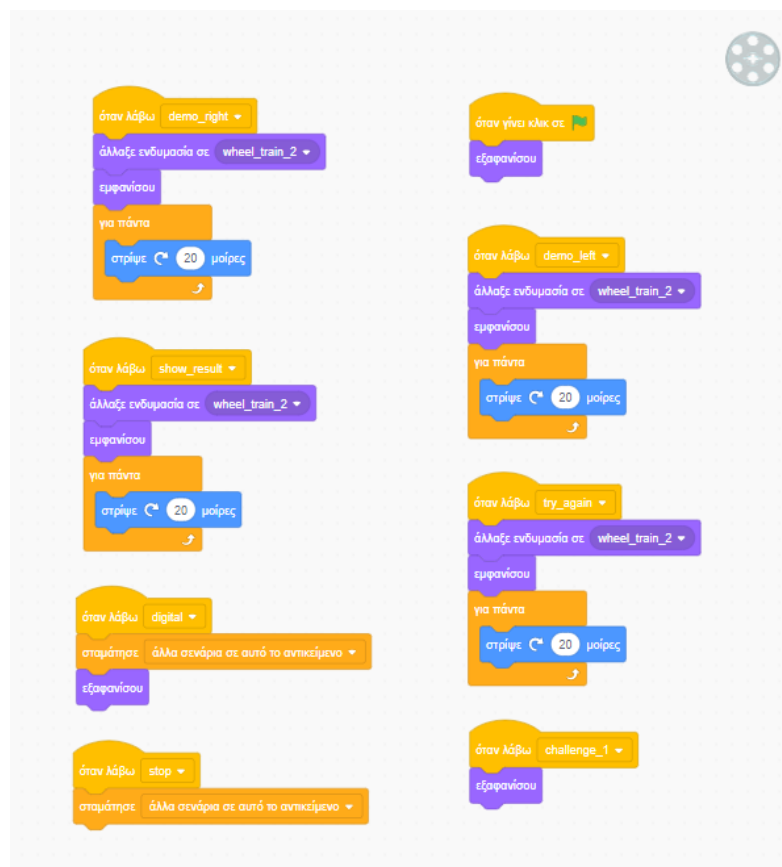 όταν λάβω demo_right
άλλαξε ενδυμασία σε wheel_train_2
εμφανίσου
για πάντα
στρίψε 20 μοίρες
όταν λάβω show_result
άλλαξε ενδυμασία σε wheel_train_2
εμφανίσου
για πάντα
στρίψε 20 μοίρες
όταν λάβω digital
σταμάτησε άλλα σενάρια σε αυτό το αντικείμενο
εξαφανίσου
όταν λάβω stop
σταμάτησε άλλα σενάρια σε αυτό το αντικείμενο
όταν γίνει κλικ σε
εξαφανίσου
όταν λάβω demo_left
άλλαξε ενδυμασία σε wheel_train_2
εμφανίσου
για πάντα
στρίψε 20 μοίρες
όταν λάβω try_again
άλλαξε ενδυμασία σε wheel_train_2
εμφανίσου
για πάντα
στρίψε 20 μοίρες
όταν λάβω challenge_1
εξαφανίσου